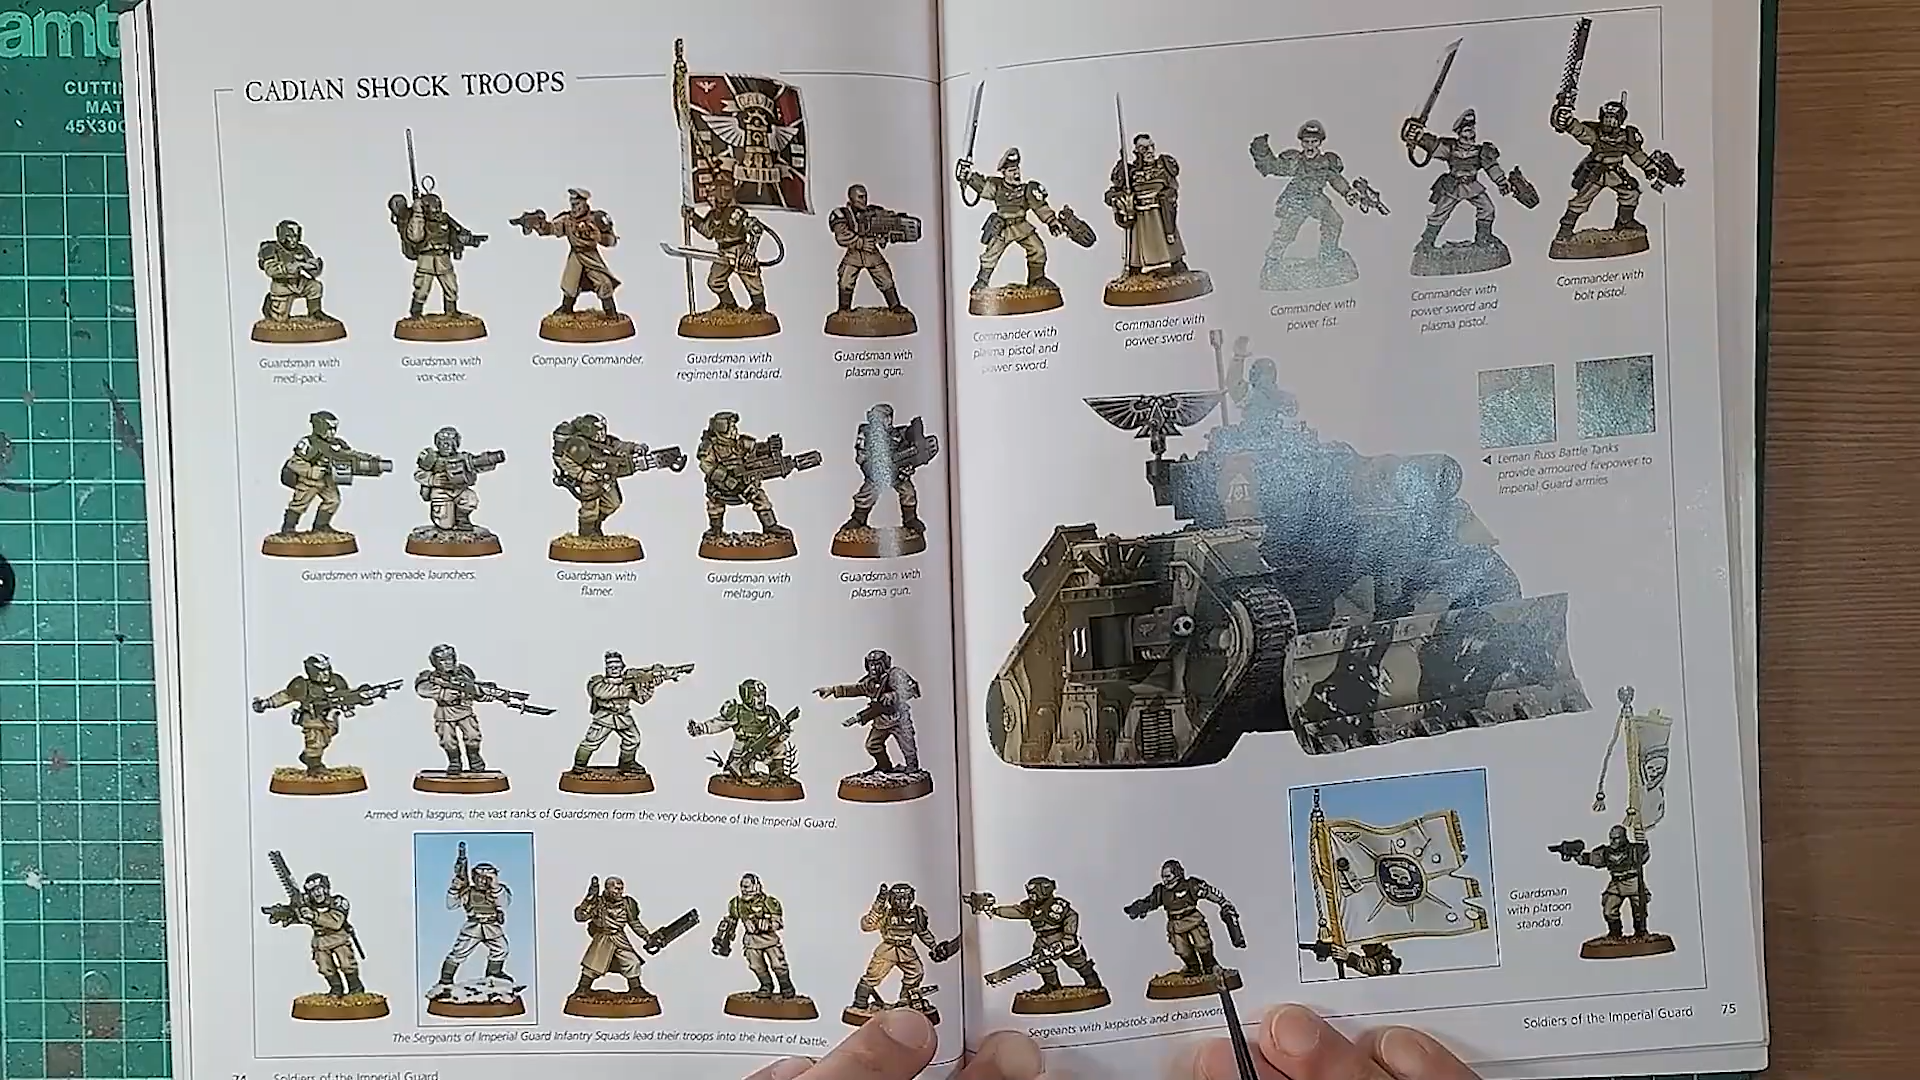 amt
CUTTIN
MAT
45X30C
CADIAN SHOCK TROOPS
Guardsman with
medi-pack.
Guardsman with
vox-caster.
Company Commander.
Guardsman with
regimental standard.
Guardsman with
plasma gun.
Guardsmen with grenade launchers.
Guardsman with
flamer.
Guardsman with
meltagun.
Guardsman with
plasma gun.
Armed with lasguns, the vast ranks of Guardsmen form the very backbone of the Imperial Guard.
The Sergeants of Imperial Guard Infantry Squads lead their troops into the heart of battle.
74 Soldiers of the Imperial Guard
Commander with
plasma pistol and
power sword.
Commander with
power sword.
Commander with
power fist.
Commander with
power sword and
plasma pistol.
Commander with
bolt pistol.
Leman Russ Battle Tanks
provide armoured firepower to
Imperial Guard armies
Sergeants with laspistols and chainsword
Guardsman
with platoon
standard.
Soldiers of the Imperial Guard 75